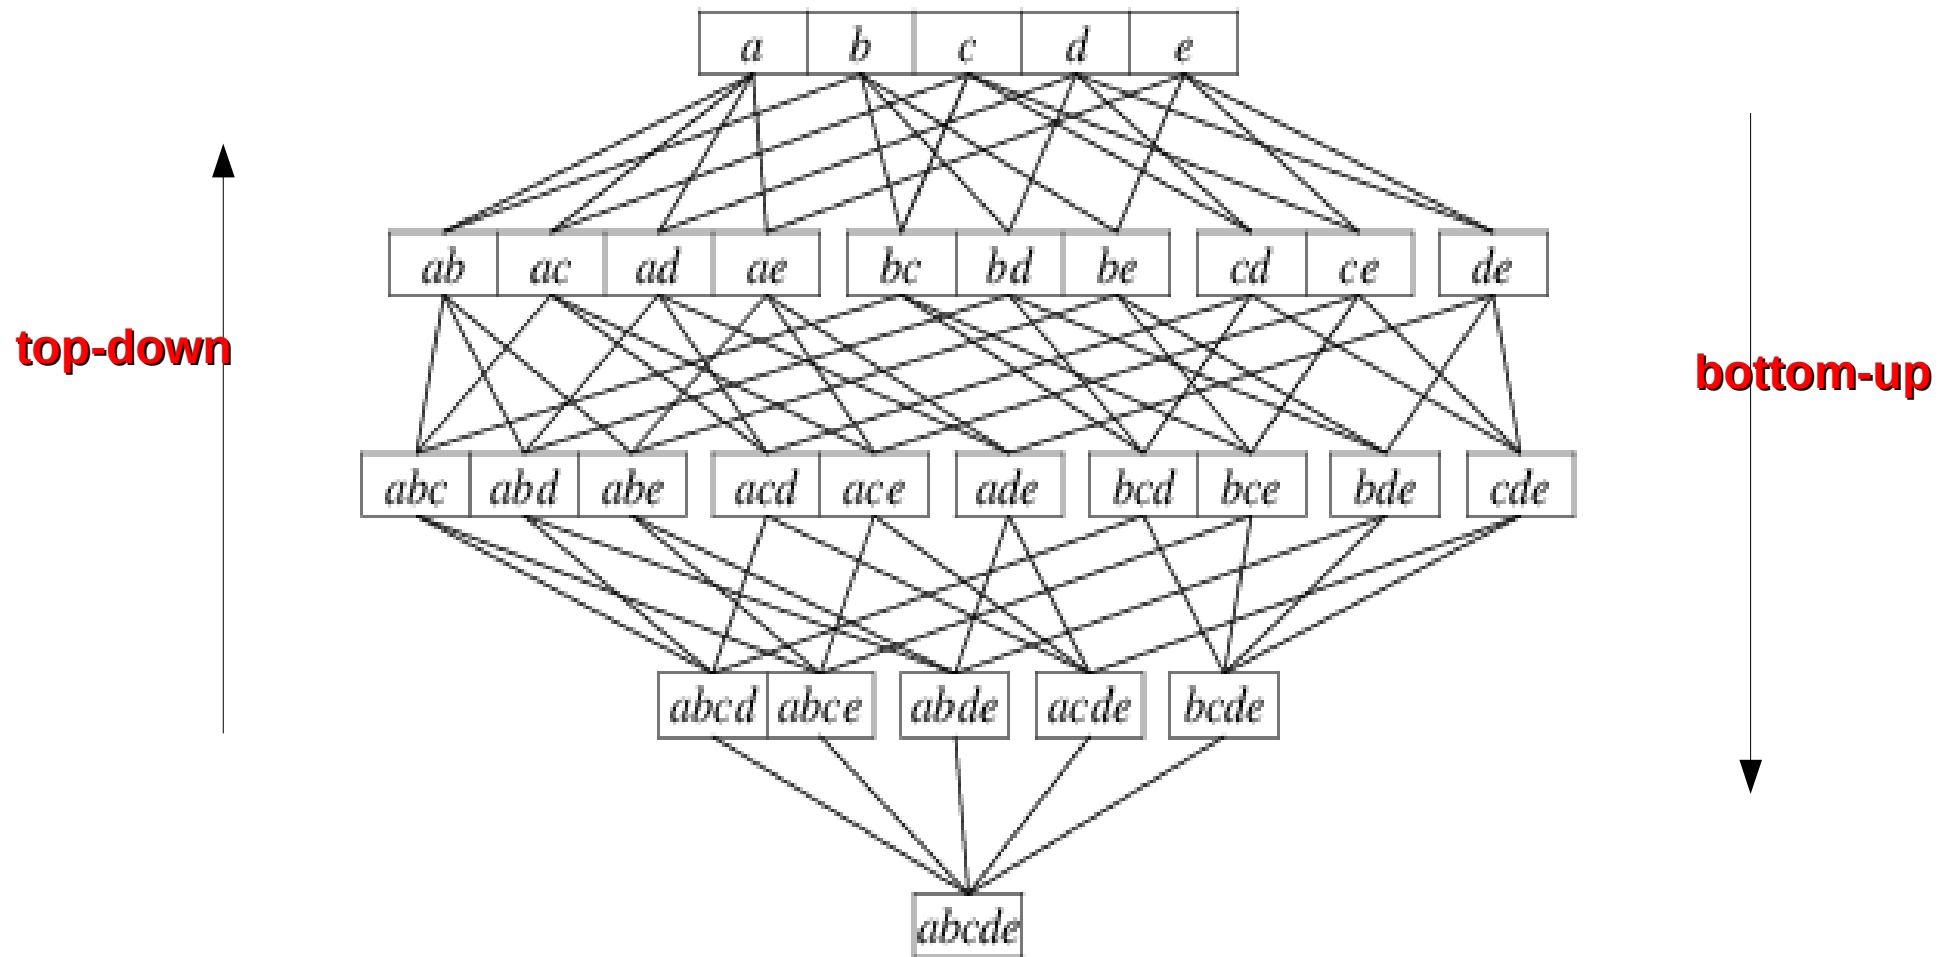 a b c d e
ab ac ad ae bc bd be cd ce de
top-down
bottom-up
abc abd abe acd ace ade bcd bce bde cde
abcd abce abde acde bcde
abcde